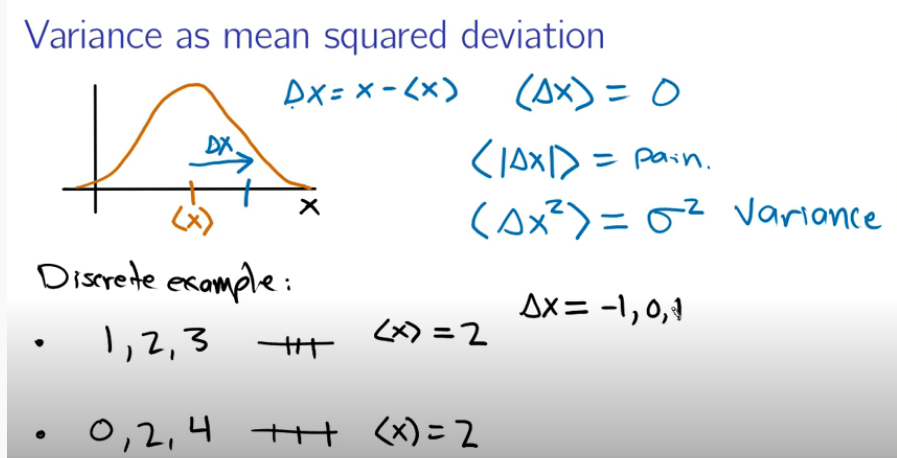 Variance as mean squared deviation
Δx = x - ⟨x⟩ ⟨Δx⟩ = 0
Δx
⟨|Δx|⟩ = pain.
⟨x⟩ x
⟨Δx²⟩ = σ² Variance
Discrete example:
Δx = -1, 0, 1
• 1, 2, 3 ⟨x⟩ = 2
• 0, 2, 4 ⟨x⟩ = 2